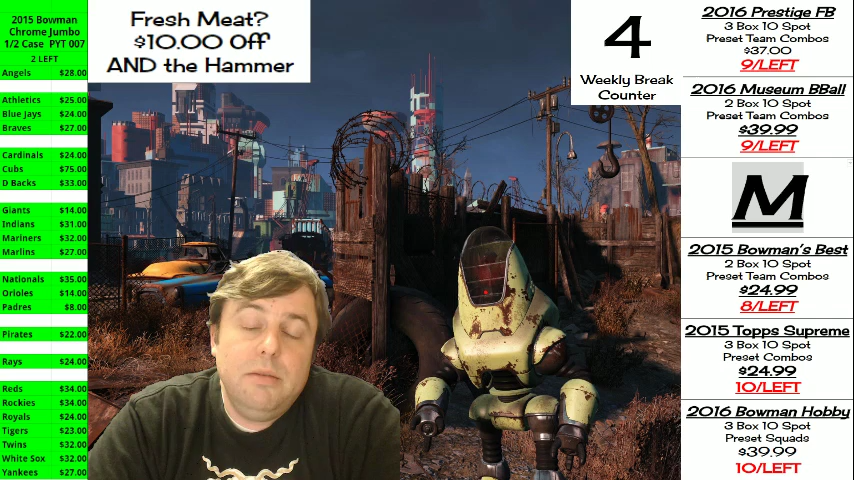 2015 Bowman
Chrome Jumbo
1/2 Case PYT 007
2 LEFT
Angels $28.00
Athletics $25.00
Blue Jays $24.00
Braves $27.00
Cardinals $24.00
Cubs $75.00
D Backs $33.00
Giants $14.00
Indians $31.00
Mariners $32.00
Marlins $27.00
Nationals $35.00
Orioles $14.00
Padres $8.00
Pirates $22.00
Rays $24.00
Reds $34.00
Rockies $34.00
Royals $24.00
Tigers $23.00
Twins $32.00
White Sox $32.00
Yankees $27.00
Fresh Meat?
$10.00 Off
AND the Hammer
4
Weekly Break
Counter
2016 Prestige FB
3 Box 10 Spot
Preset Team Combos
$37.00
9/LEFT
2016 Museum BBall
2 Box 10 Spot
Preset Team Combos
$39.99
9/LEFT
M
2015 Bowman's Best
2 Box 10 Spot
Preset Team Combos
$24.99
8/LEFT
2015 Topps Supreme
3 Box 10 Spot
Preset Combos
$24.99
10/LEFT
2016 Bowman Hobby
3 Box 10 Spot
Preset Squads
$39.99
10/LEFT